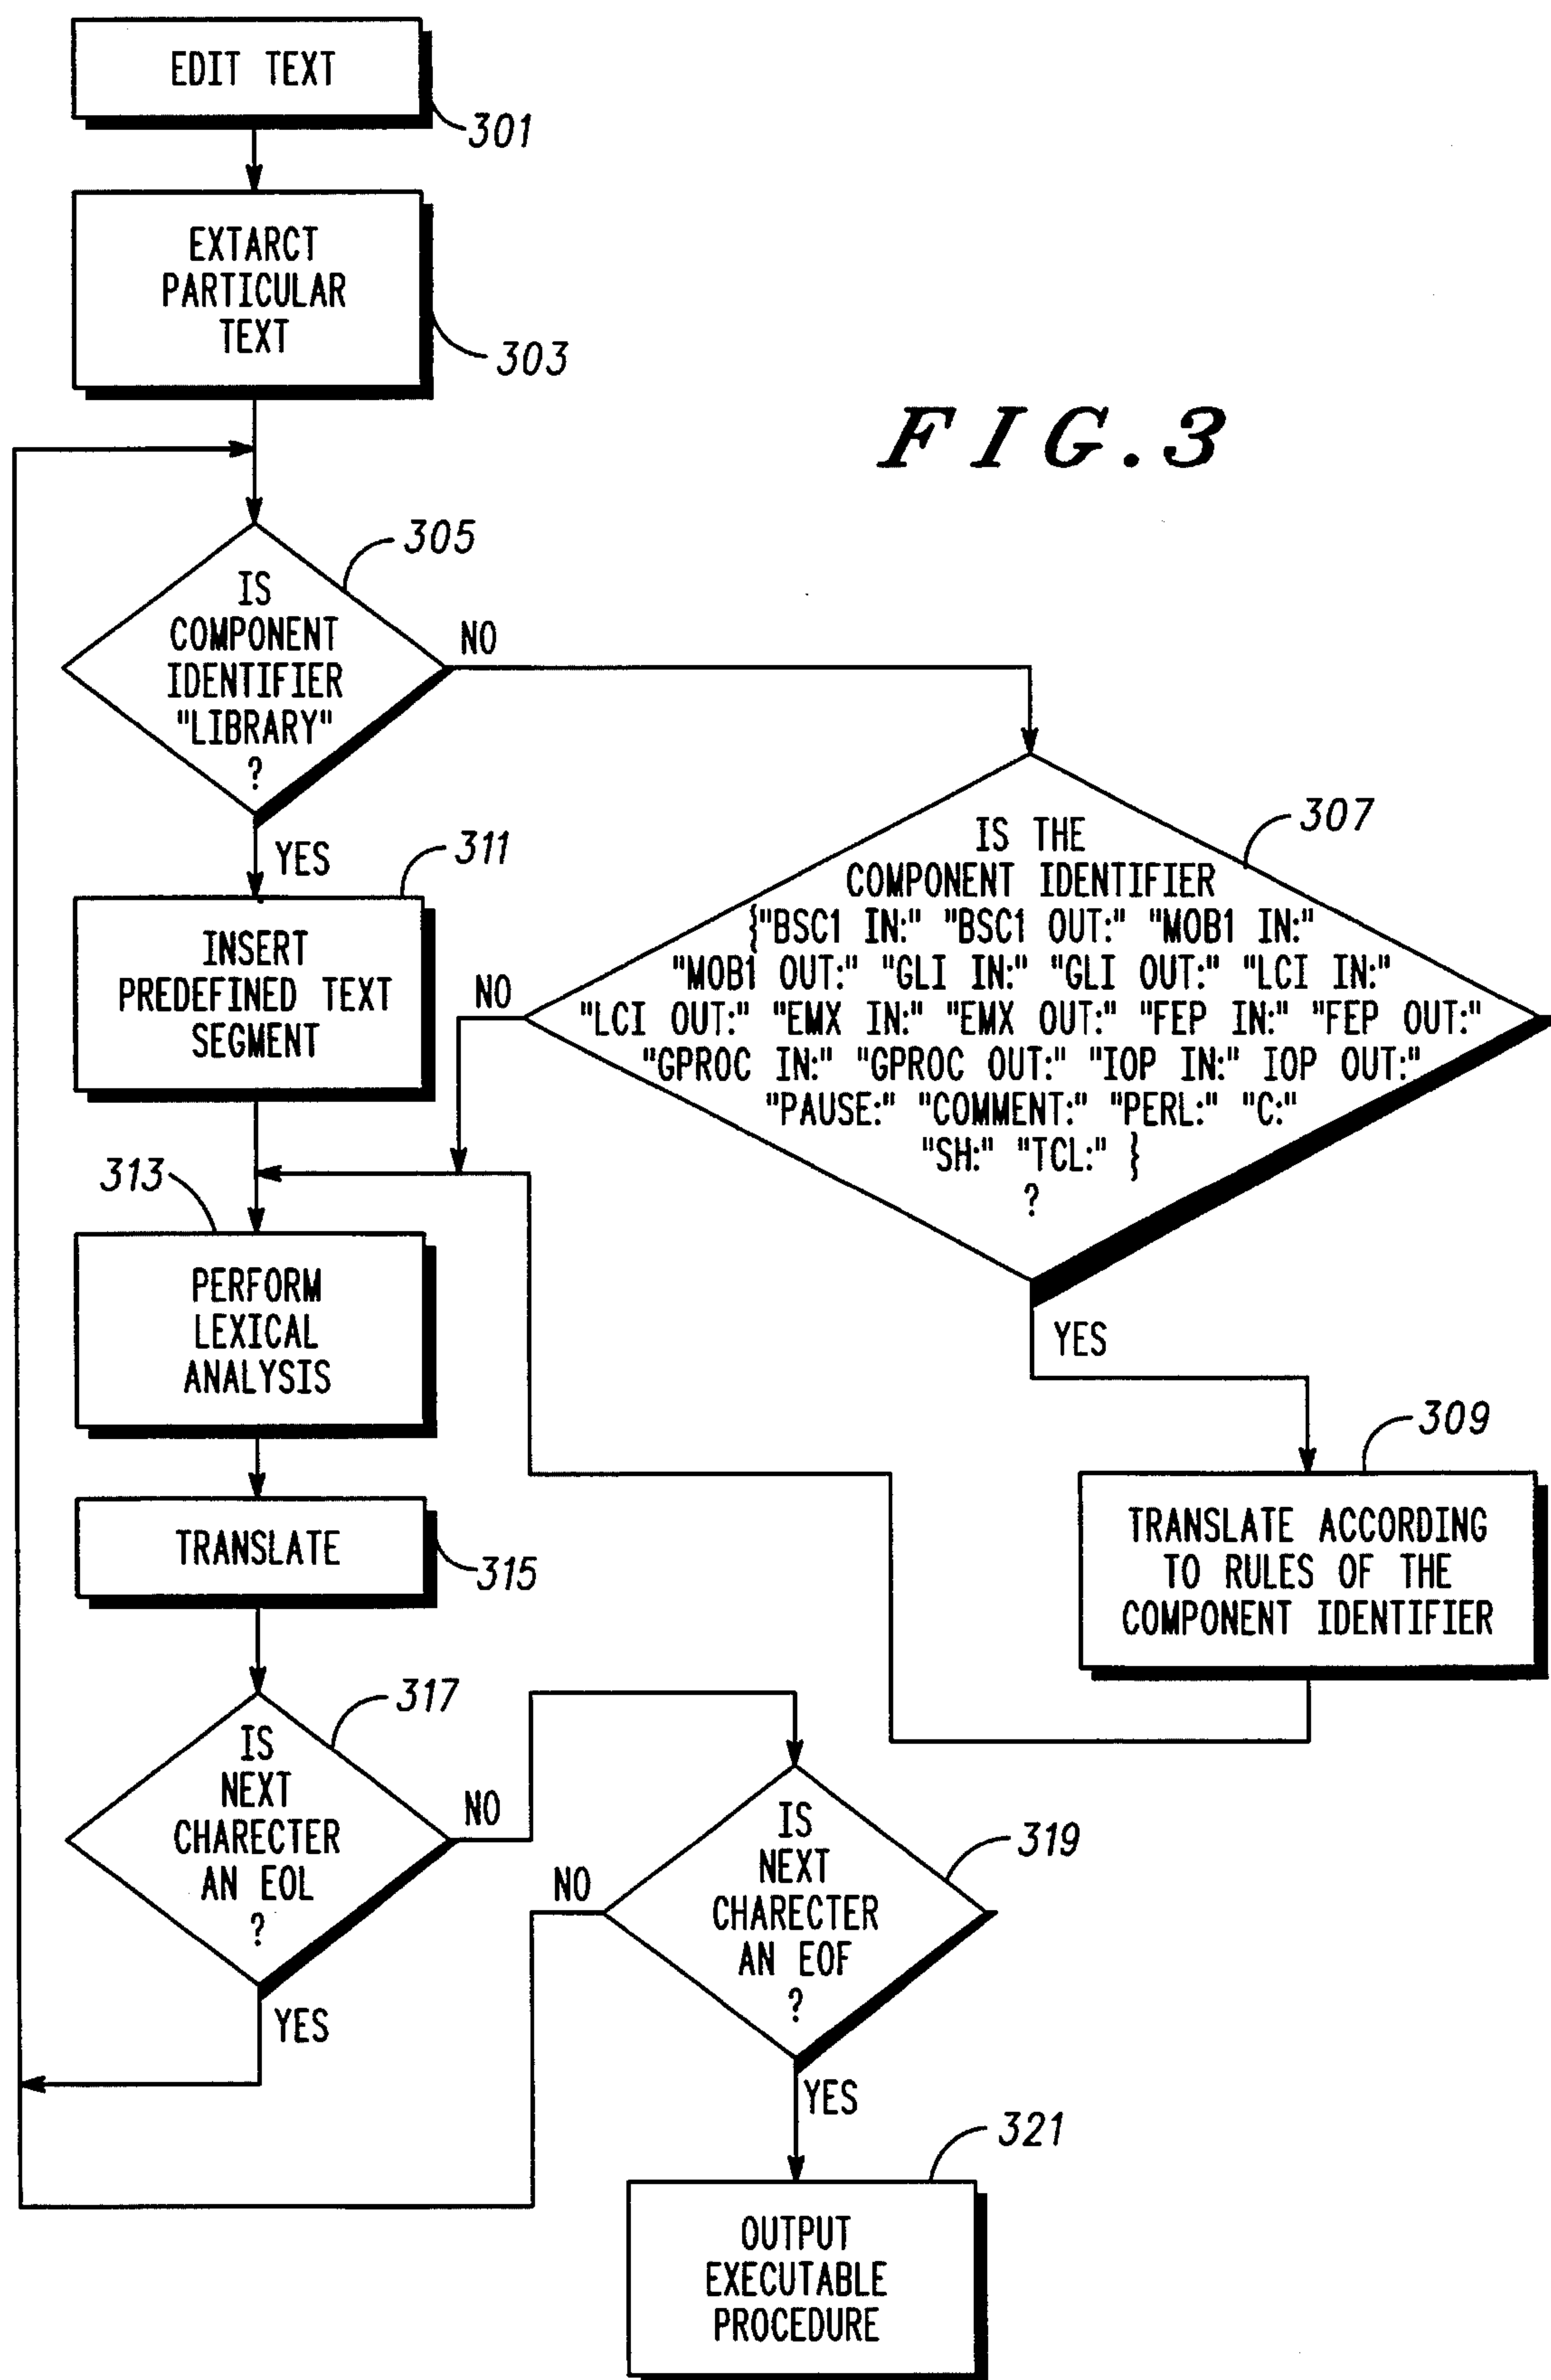 EDIT TEXT
301
EXTARCT
PARTICULAR
TEXT
303
FIG.3
305
IS
COMPONENT
IDENTIFIER
"LIBRARY"
?
NO
YES
307
IS THE
COMPONENT IDENTIFIER
{"BSC1 IN:" "BSC1 OUT:" "MOB1 IN:"
"MOB1 OUT:" "GLI IN:" "GLI OUT:" "LCI IN:"
"LCI OUT:" "EMX IN:" "EMX OUT:" "FEP IN:" "FEP OUT:"
"GPROC IN:" "GPROC OUT:" "IOP IN:" IOP OUT:"
"PAUSE:" "COMMENT:" "PERL:" "C:"
"SH:" "TCL:" }
?
NO
YES
311
INSERT
PREDEFINED TEXT
SEGMENT
313
PERFORM
LEXICAL
ANALYSIS
309
TRANSLATE ACCORDING
TO RULES OF THE
COMPONENT IDENTIFIER
TRANSLATE
315
317
IS
NEXT
CHARECTER
AN EOL
?
NO
YES
319
IS
NEXT
CHARECTER
AN EOF
?
NO
YES
321
OUTPUT
EXECUTABLE
PROCEDURE